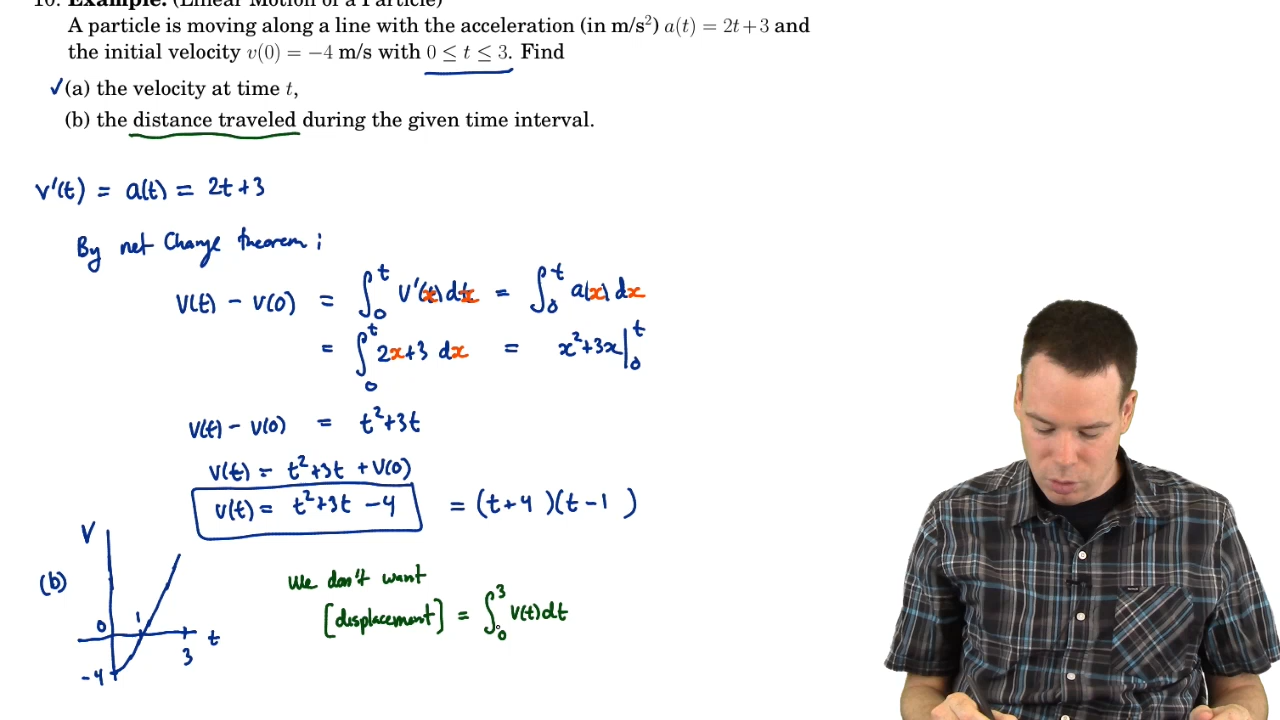 10. Example. (Linear Motion of a Particle)
A particle is moving along a line with the acceleration (in m/s²) a(t) = 2t + 3 and
the initial velocity v(0) = −4 m/s with 0 ≤ t ≤ 3. Find
✓(a) the velocity at time t,
(b) the distance traveled during the given time interval.
v'(t) = a(t) = 2t + 3
By net Change theorem :
V(t) - V(0) = ∫₀ᵗ V'(x) dx = ∫₀ᵗ a(x) dx
= ∫₀ᵗ 2x+3 dx = x²+3x|₀ᵗ
V(t) - V(0) = t²+3t
V(t) = t²+3t + V(0)
V(t) = t²+3t - 4 = (t+4)(t-1)
V
(b)
0 1 3 t
-4
We don't want
[displacement] = ∫₀³ V(t)dt